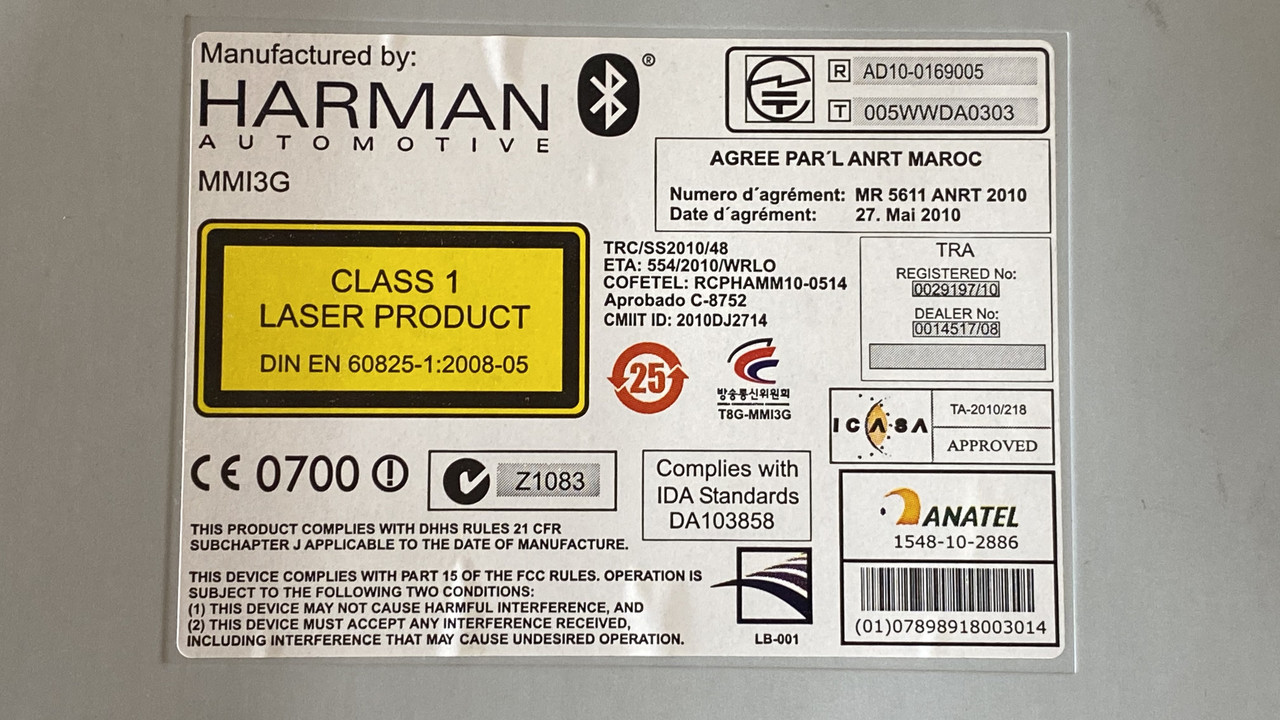 Manufactured by:
HARMAN
AUTOMOTIVE
®
MMI3G
R AD10-0169005
T 005WWDA0303
AGREE PAR´L ANRT MAROC
Numero d´agrément: MR 5611 ANRT 2010
Date d´agrément: 27. Mai 2010
CLASS 1
LASER PRODUCT
DIN EN 60825-1:2008-05
TRC/SS2010/48
ETA: 554/2010/WRLO
COFETEL: RCPHAMM10-0514
Aprobado C-8752
CMIIT ID: 2010DJ2714
TRA
REGISTERED No:
0029197/10
DEALER No:
0014517/08
25
방송통신위원회
T8G-MMI3G
ICASA
TA-2010/218
APPROVED
CE 0700
Z1083
Complies with
IDA Standards
DA103858
ANATEL
1548-10-2886
(01)07898918003014
THIS PRODUCT COMPLIES WITH DHHS RULES 21 CFR
SUBCHAPTER J APPLICABLE TO THE DATE OF MANUFACTURE.
THIS DEVICE COMPLIES WITH PART 15 OF THE FCC RULES. OPERATION IS
SUBJECT TO THE FOLLOWING TWO CONDITIONS:
(1) THIS DEVICE MAY NOT CAUSE HARMFUL INTERFERENCE, AND
(2) THIS DEVICE MUST ACCEPT ANY INTERFERENCE RECEIVED,
INCLUDING INTERFERENCE THAT MAY CAUSE UNDESIRED OPERATION.
LB-001